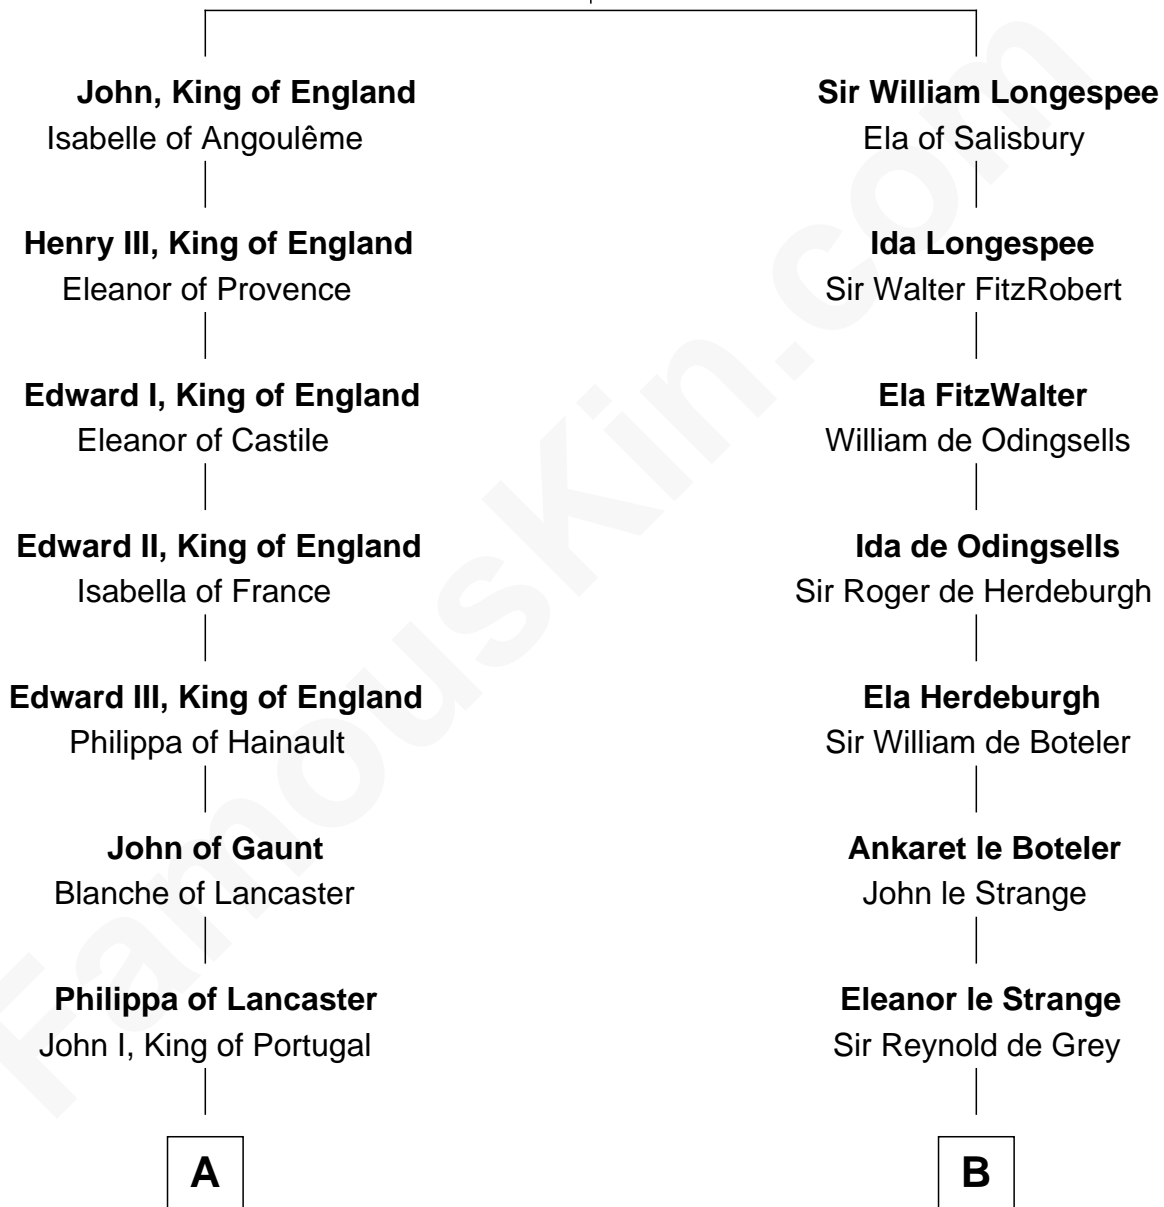 John, King of England
Isabelle of Angoulême
Sir William Longespee
Ela of Salisbury
Henry III, King of England
Eleanor of Provence
Ida Longespee
Sir Walter FitzRobert
Edward I, King of England
Eleanor of Castile
Ela FitzWalter
William de Odingsells
Edward II, King of England
Isabella of France
Ida de Odingsells
Sir Roger de Herdeburgh
Edward III, King of England
Philippa of Hainault
Ela Herdeburgh
Sir William de Boteler
John of Gaunt
Blanche of Lancaster
Ankaret le Boteler
John le Strange
Philippa of Lancaster
John I, King of Portugal
Eleanor le Strange
Sir Reynold de Grey
A
B
FamousKin.com